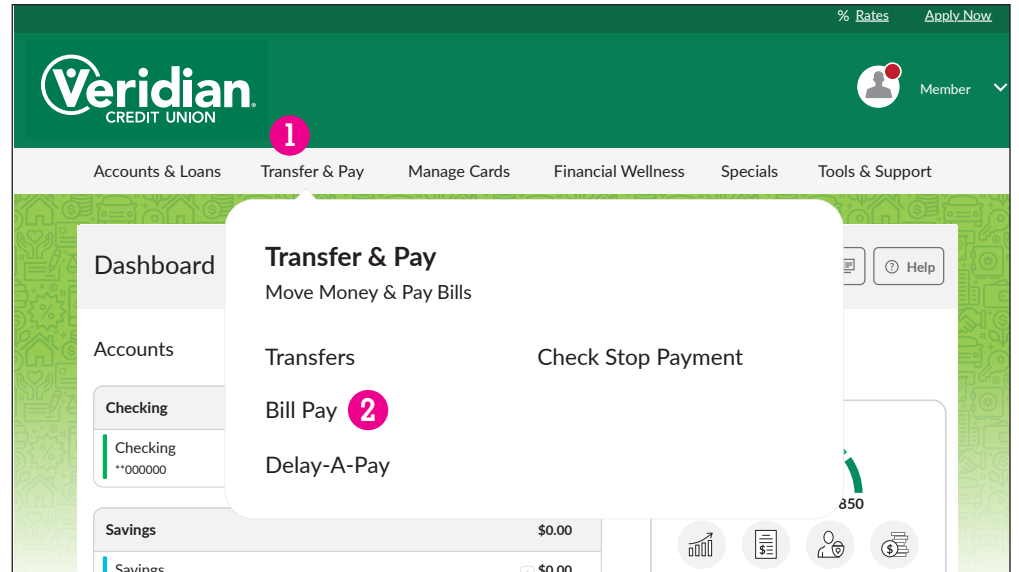 % Rates Apply Now
Veridian
CREDIT UNION
Member
1
Accounts & Loans Transfer & Pay Manage Cards Financial Wellness Specials Tools & Support
Dashboard
Help
Transfer & Pay
Move Money & Pay Bills
Accounts
Transfers Check Stop Payment
Checking
Bill Pay 2
Checking
**000000
Delay-A-Pay
850
Savings $0.00
Savings $0.00